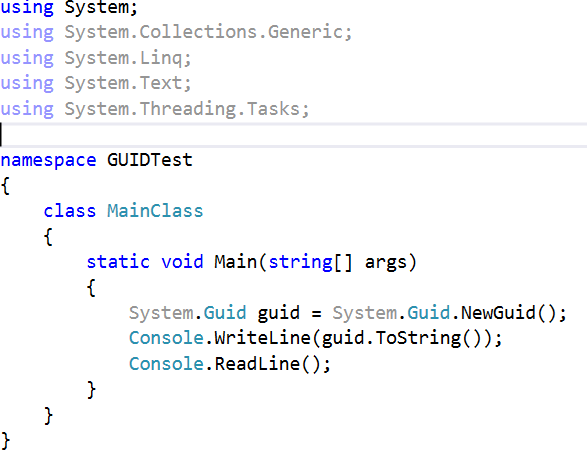 using System;
using System.Collections.Generic;
using System.Linq;
using System.Text;
using System.Threading.Tasks;
namespace GUIDTest
{
    class MainClass
    {
        static void Main(string[] args)
        {
            System.Guid guid = System.Guid.NewGuid();
            Console.WriteLine(guid.ToString());
            Console.ReadLine();
        }
    }
}